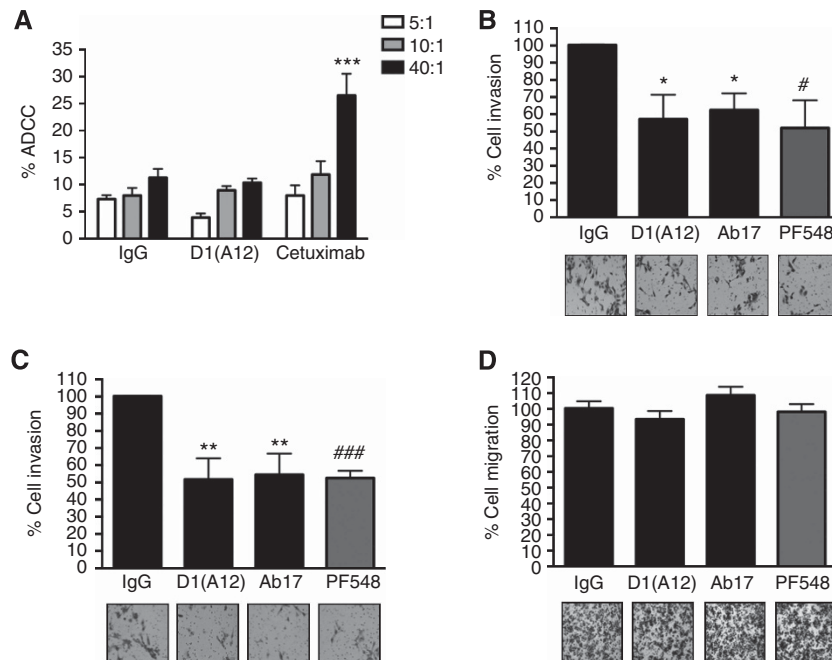 A
5:1
10:1
40:1
% ADCC
35
30
25
20
15
10
5
0
***
IgG
D1(A12)
Cetuximab
B
% Cell invasion
110
100
90
80
70
60
50
40
30
20
10
0
*
*
#
IgG
D1(A12)
Ab17
PF548
C
% Cell invasion
110
100
90
80
70
60
50
40
30
20
10
0
**
**
###
IgG
D1(A12)
Ab17
PF548
D
% Cell migration
120
110
100
90
80
70
60
50
40
30
20
10
0
IgG
D1(A12)
Ab17
PF548